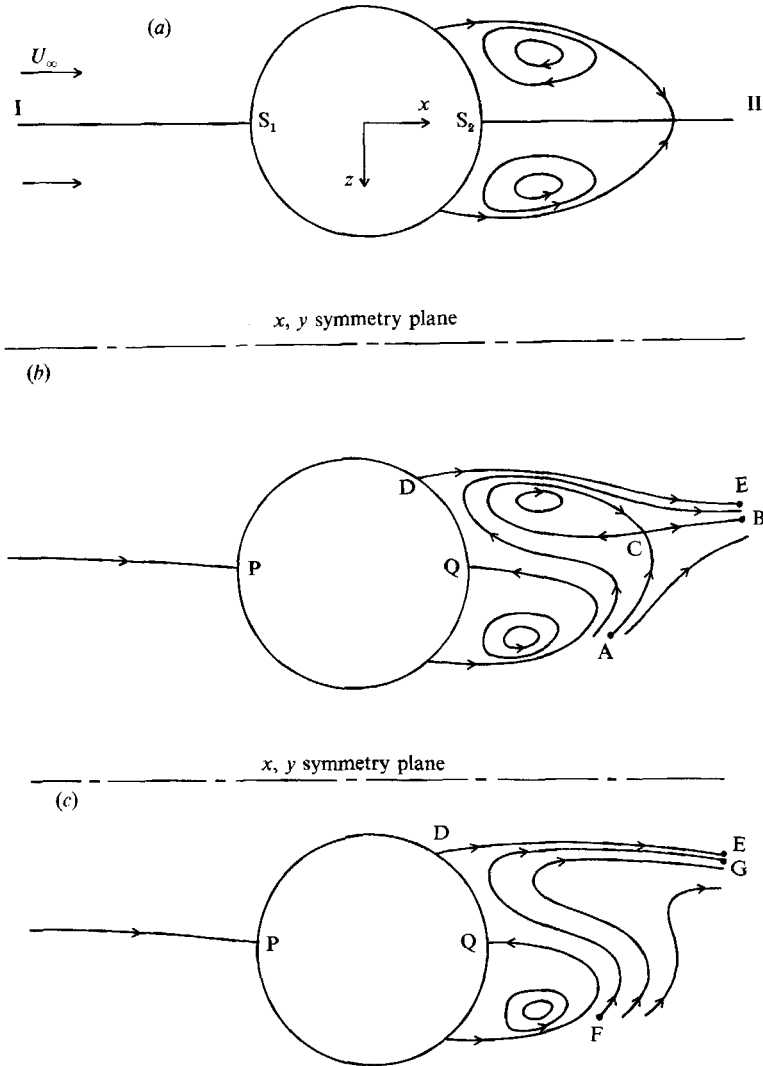 (a)
U∞
I
S₁
x
S₂
II
z
x, y symmetry plane
(b)
D
E
B
C
P
Q
A
x, y symmetry plane
(c)
D
E
G
P
Q
F